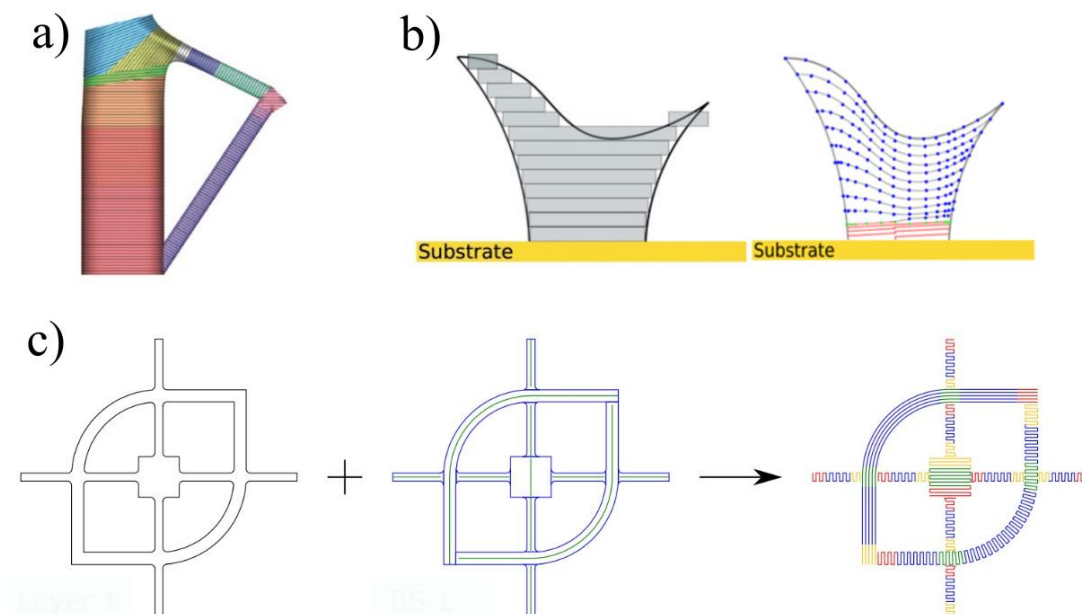 a)
b)
Substrate
Substrate
c)
Layer 1
BS 1